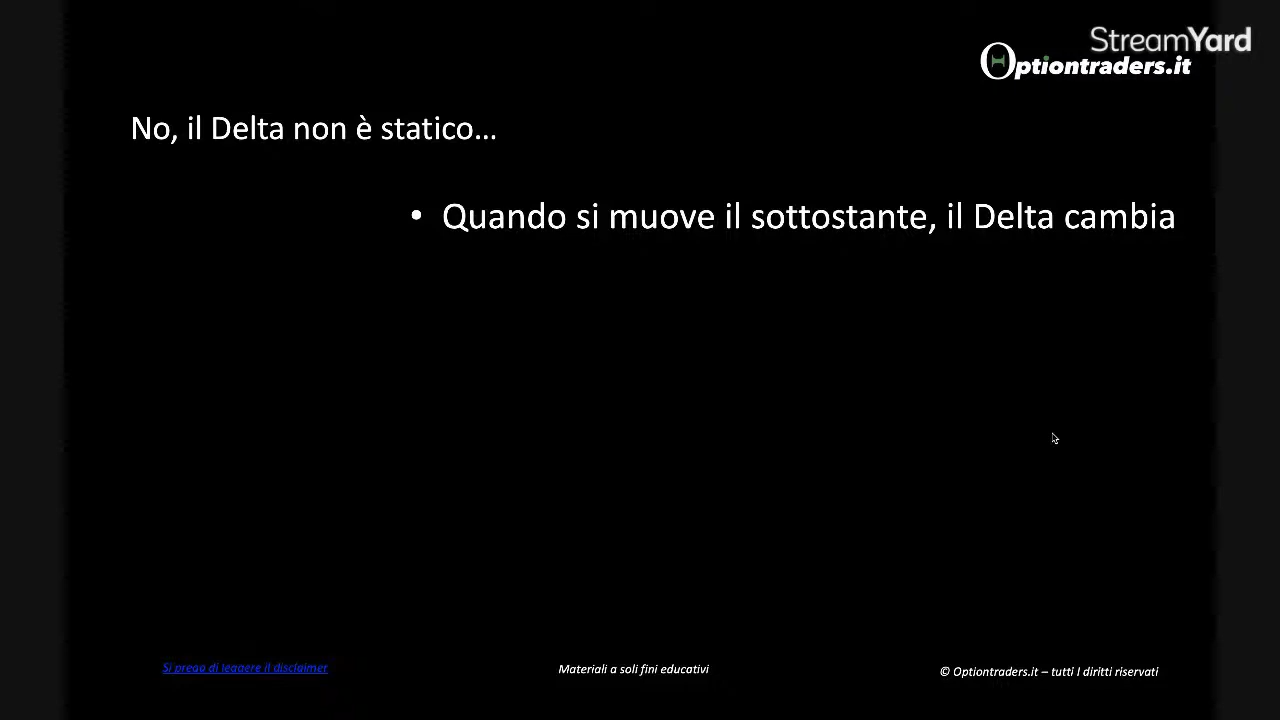 StreamYard
Optiontraders.it
No, il Delta non è statico...
• Quando si muove il sottostante, il Delta cambia
Si prega di leggere il disclaimer
Materiali a soli fini educativi
© Optiontraders.it – tutti I diritti riservati